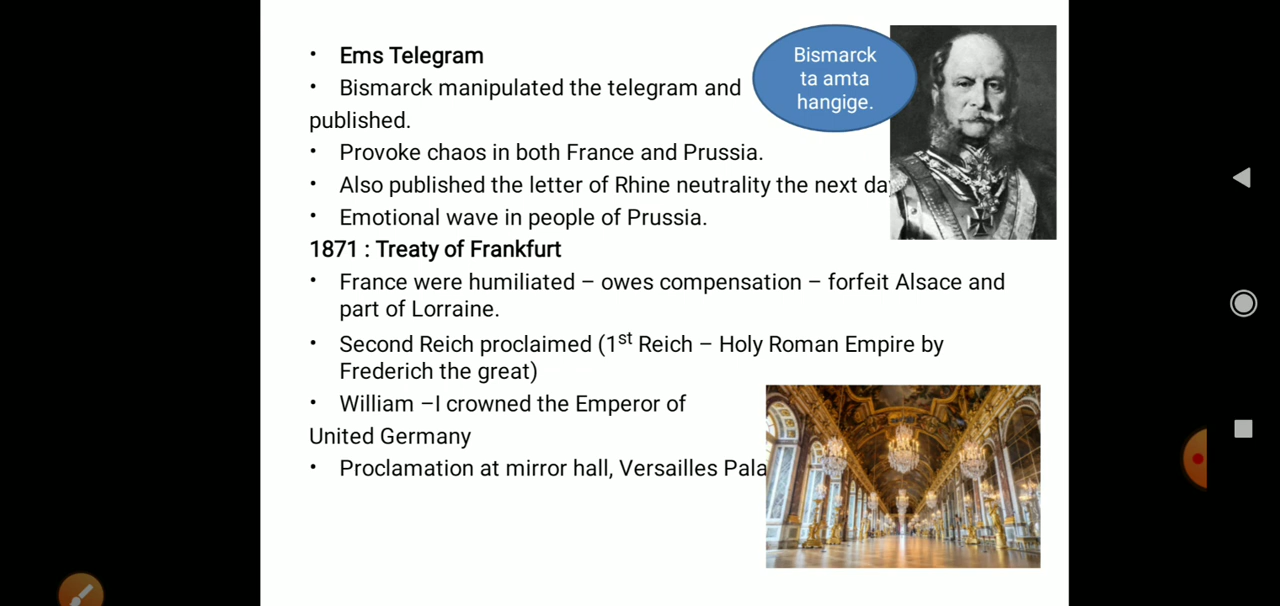 • Ems Telegram
• Bismarck manipulated the telegram and
published.
• Provoke chaos in both France and Prussia.
• Also published the letter of Rhine neutrality the next da
• Emotional wave in people of Prussia.
1871 : Treaty of Frankfurt
• France were humiliated – owes compensation – forfeit Alsace and
part of Lorraine.
• Second Reich proclaimed (1st Reich – Holy Roman Empire by
Frederich the great)
• William –I crowned the Emperor of
United Germany
• Proclamation at mirror hall, Versailles Pala
Bismarck
ta amta
hangige.